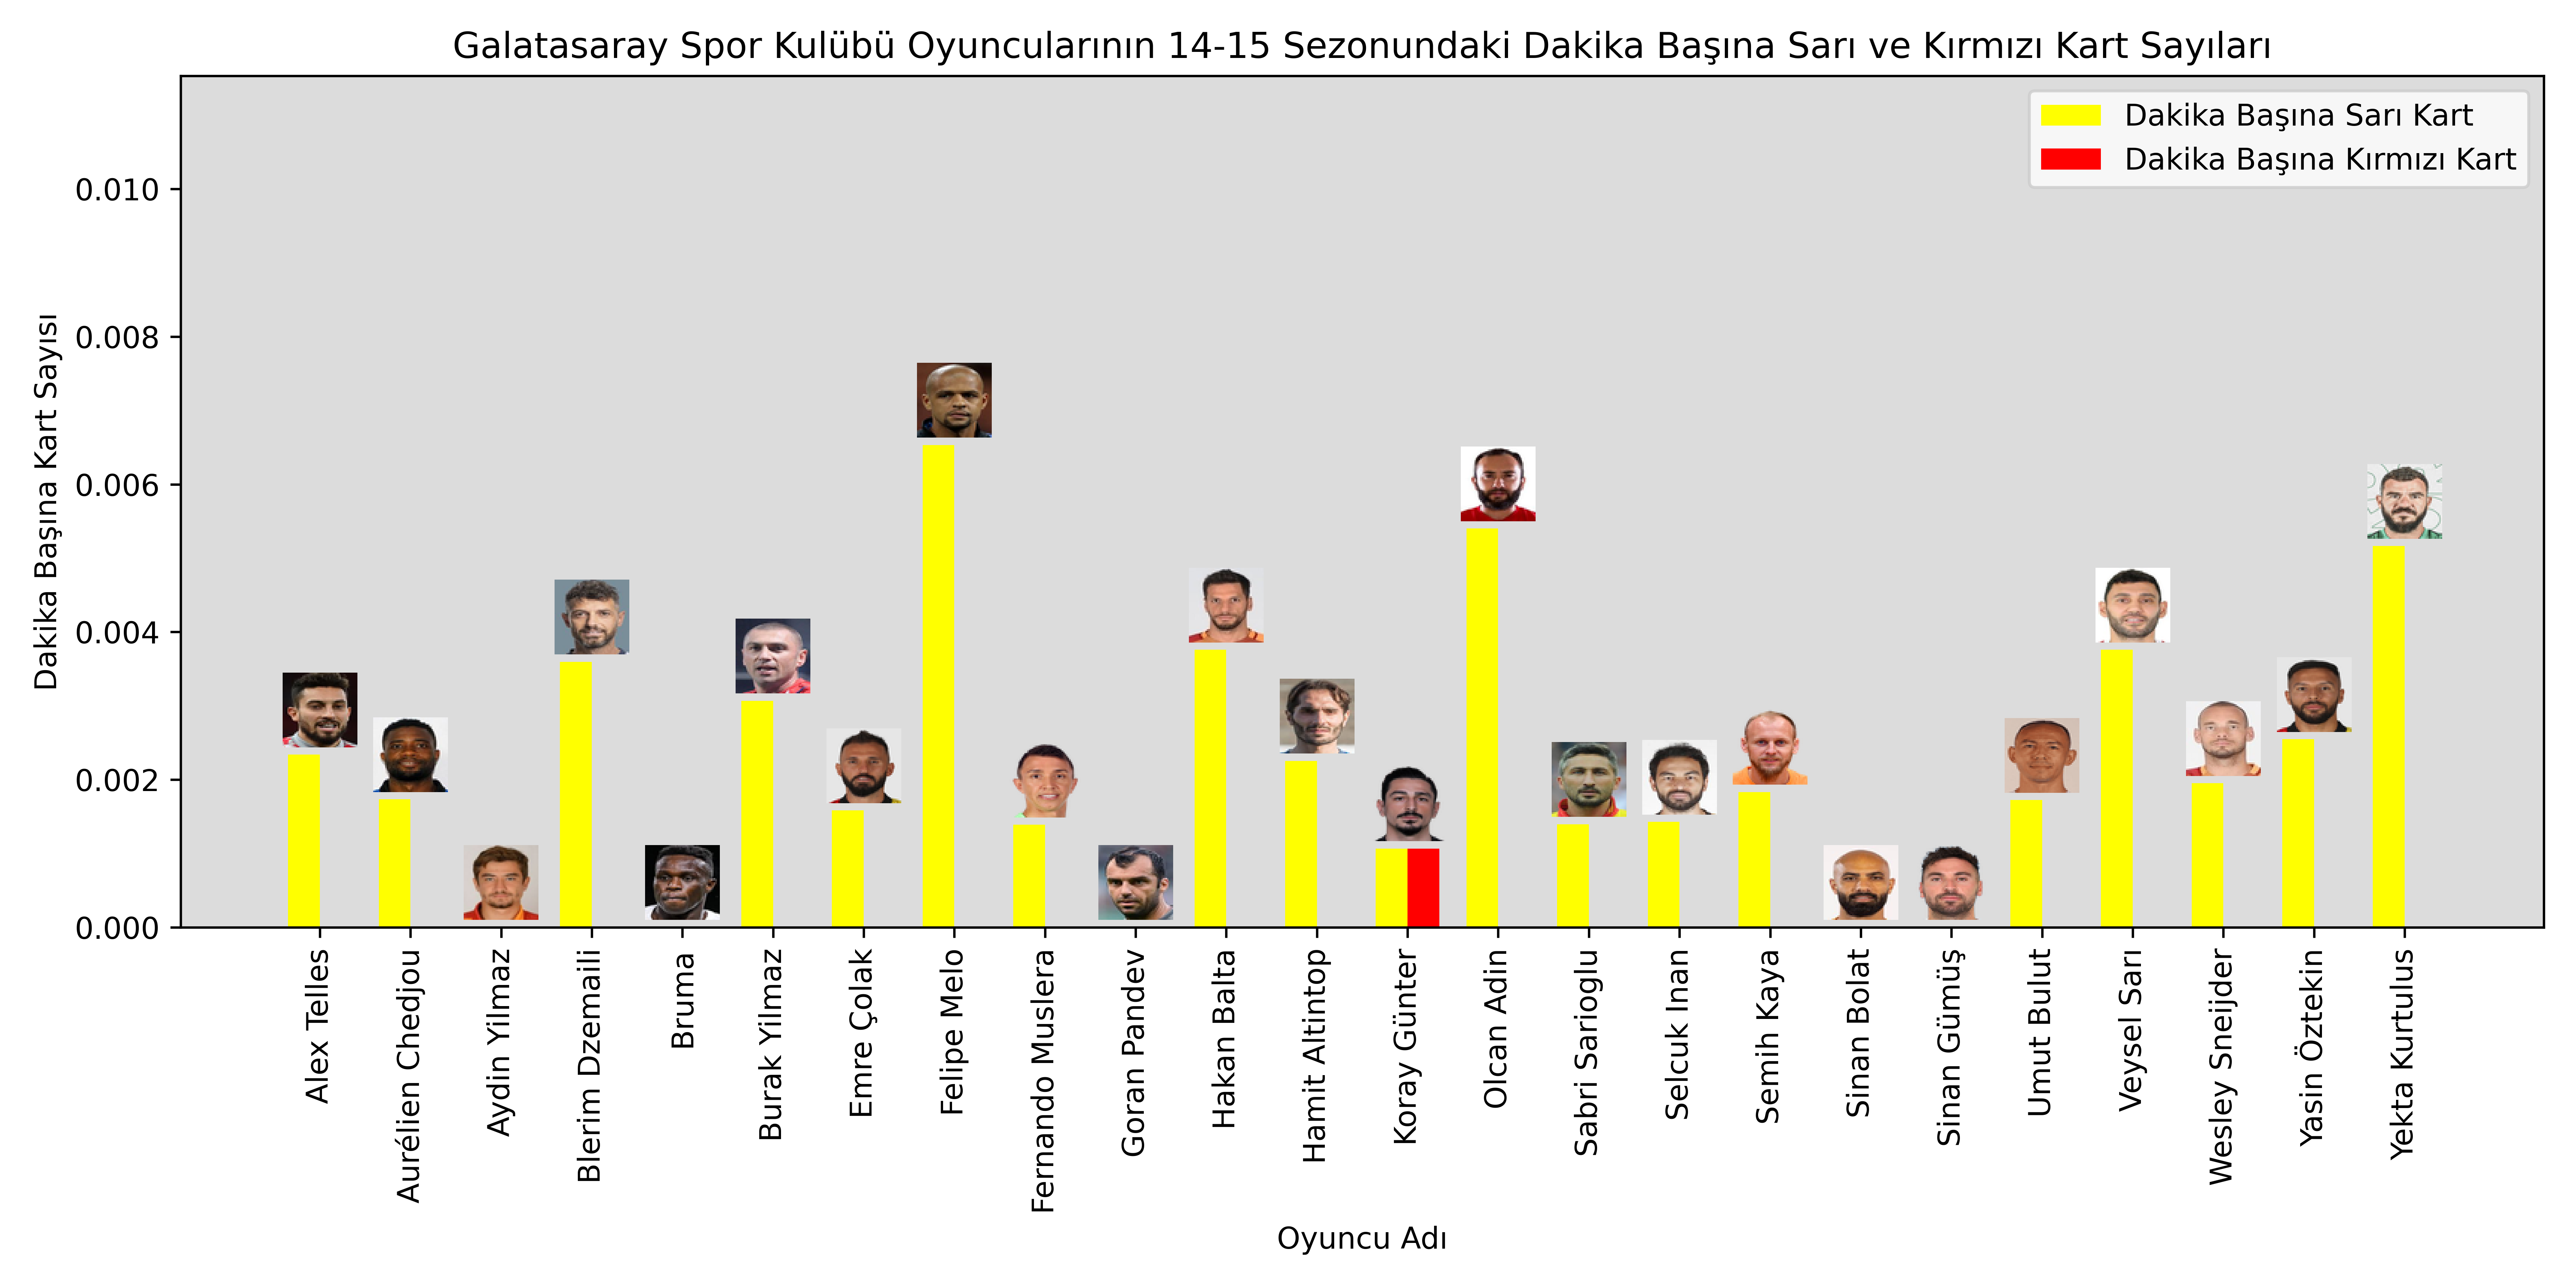 Galatasaray Spor Kulübü Oyuncularının 14-15 Sezonundaki Dakika Başına Sarı ve Kırmızı Kart Sayıları
Dakika Başına Sarı Kart
Dakika Başına Kırmızı Kart
Dakika Başına Kart Sayısı
0.010
0.008
0.006
0.004
0.002
0.000
Alex Telles
Aurélien Chedjou
Aydin Yilmaz
Blerim Dzemaili
Bruma
Burak Yilmaz
Emre Çolak
Felipe Melo
Fernando Muslera
Goran Pandev
Hakan Balta
Hamit Altintop
Koray Günter
Olcan Adin
Sabri Sarioglu
Selcuk Inan
Semih Kaya
Sinan Bolat
Sinan Gümüş
Umut Bulut
Veysel Sarı
Wesley Sneijder
Yasin Öztekin
Yekta Kurtulus
Oyuncu Adı